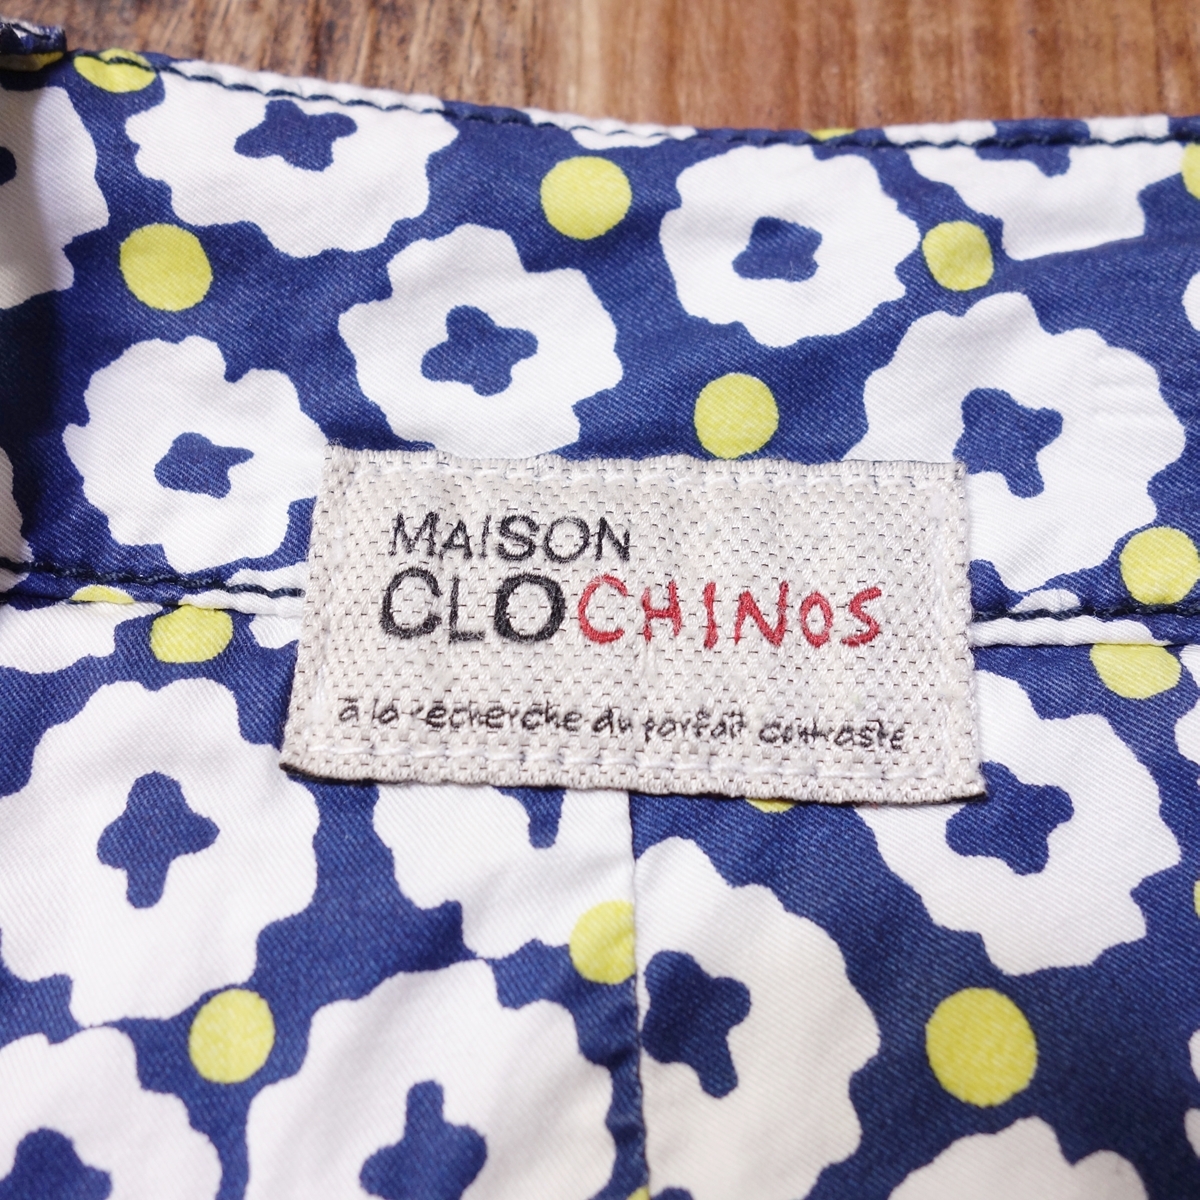 MAISON
CLOCHINOS
à la recherche du parfait contraste